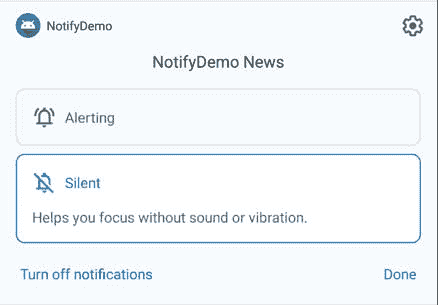 NotifyDemo
NotifyDemo News
Alerting
Silent
Helps you focus without sound or vibration.
Turn off notifications
Done